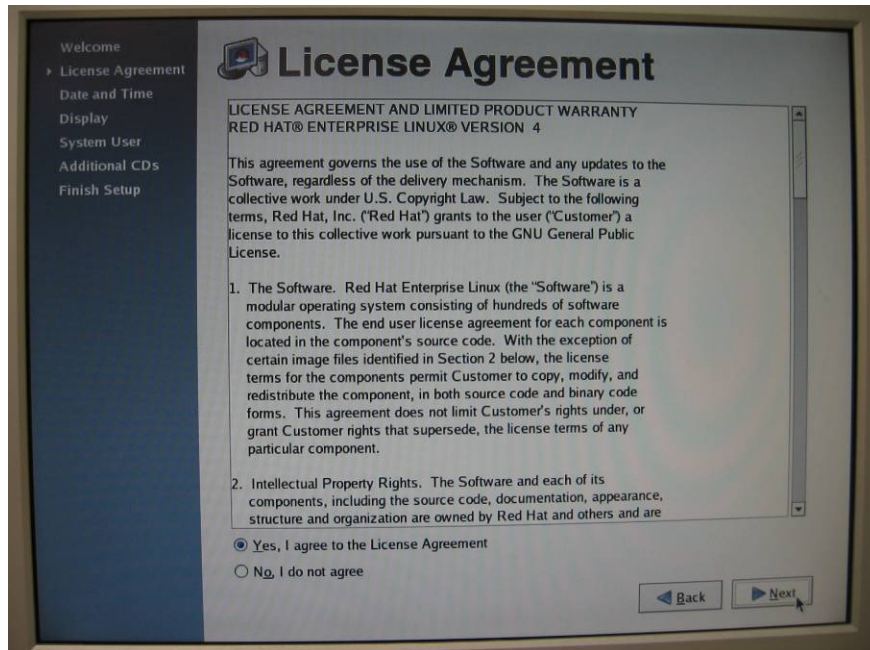 Welcome
License Agreement
Date and Time
Display
System User
Additional CDs
Finish Setup
License Agreement
LICENSE AGREEMENT AND LIMITED PRODUCT WARRANTY
RED HAT® ENTERPRISE LINUX® VERSION 4
This agreement governs the use of the Software and any updates to the
Software, regardless of the delivery mechanism. The Software is a
collective work under U.S. Copyright Law. Subject to the following
terms, Red Hat, Inc. ("Red Hat") grants to the user ("Customer") a
license to this collective work pursuant to the GNU General Public
License.
1. The Software. Red Hat Enterprise Linux (the "Software") is a
modular operating system consisting of hundreds of software
components. The end user license agreement for each component is
located in the component's source code. With the exception of
certain image files identified in Section 2 below, the license
terms for the components permit Customer to copy, modify, and
redistribute the component, in both source code and binary code
forms. This agreement does not limit Customer's rights under, or
grant Customer rights that supersede, the license terms of any
particular component.
2. Intellectual Property Rights. The Software and each of its
components, including the source code, documentation, appearance,
structure and organization are owned by Red Hat and others and are
Yes, I agree to the License Agreement
No, I do not agree
Back
Next